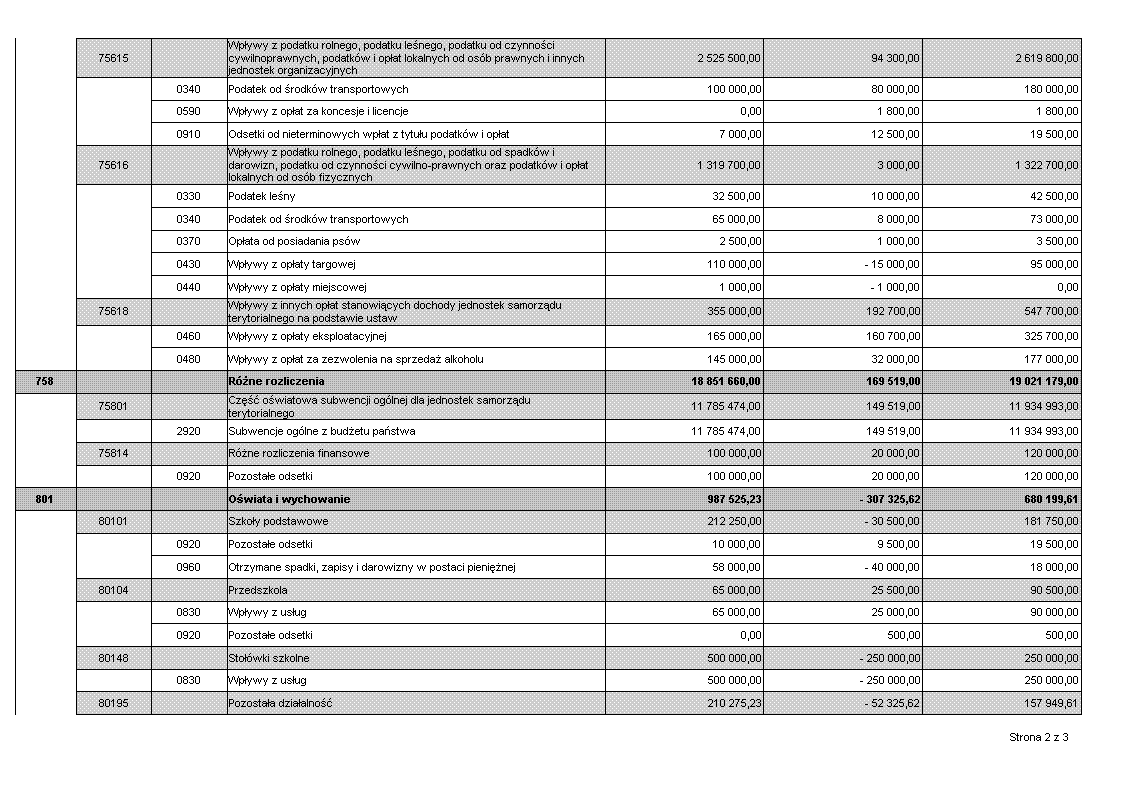 Wpływy z podatku rolnego, podatku leśnego, podatku od czynności
75615 cywilnoprawnych, podatków i opłat lokalnych od osób prawnych i innych 2 525 500,00 94 300,00 2 619 800,00
jednostek organizacyjnych
0340 Podatek od środków transportowych 100 000,00 80 000,00 180 000,00
0590 Wpływy z opłat za koncesje i licencje 0,00 1 800,00 1 800,00
0910 Odsetki od nieterminowych wpłat z tytułu podatków i opłat 7 000,00 12 500,00 19 500,00
Wpływy z podatku rolnego, podatku leśnego, podatku od spadków i
75616 darowizn, podatku od czynności cywilno-prawnych oraz podatków i opłat 1 319 700,00 3 000,00 1 322 700,00
lokalnych od osób fizycznych
0330 Podatek leśny 32 500,00 10 000,00 42 500,00
0340 Podatek od środków transportowych 65 000,00 8 000,00 73 000,00
0370 Opłata od posiadania psów 2 500,00 1 000,00 3 500,00
0430 Wpływy z opłaty targowej 110 000,00 - 15 000,00 95 000,00
0440 Wpływy z opłaty miejscowej 1 000,00 - 1 000,00 0,00
75618 Wpływy z innych opłat stanowiących dochody jednostek samorządu 355 000,00 192 700,00 547 700,00
terytorialnego na podstawie ustaw
0460 Wpływy z opłaty eksploatacyjnej 165 000,00 160 700,00 325 700,00
0480 Wpływy z opłat za zezwolenia na sprzedaż alkoholu 145 000,00 32 000,00 177 000,00
758 Różne rozliczenia 18 851 660,00 169 519,00 19 021 179,00
75801 Część oświatowa subwencji ogólnej dla jednostek samorządu 11 785 474,00 149 519,00 11 934 993,00
terytorialnego
2920 Subwencje ogólne z budżetu państwa 11 785 474,00 149 519,00 11 934 993,00
75814 Różne rozliczenia finansowe 100 000,00 20 000,00 120 000,00
0920 Pozostałe odsetki 100 000,00 20 000,00 120 000,00
801 Oświata i wychowanie 987 525,23 - 307 325,62 680 199,61
80101 Szkoły podstawowe 212 250,00 - 30 500,00 181 750,00
0920 Pozostałe odsetki 10 000,00 9 500,00 19 500,00
0960 Otrzymane spadki, zapisy i darowizny w postaci pieniężnej 58 000,00 - 40 000,00 18 000,00
80104 Przedszkola 65 000,00 25 500,00 90 500,00
0830 Wpływy z usług 65 000,00 25 000,00 90 000,00
0920 Pozostałe odsetki 0,00 500,00 500,00
80148 Stołówki szkolne 500 000,00 - 250 000,00 250 000,00
0830 Wpływy z usług 500 000,00 - 250 000,00 250 000,00
80195 Pozostała działalność 210 275,23 - 52 325,62 157 949,61
Strona 2 z 3